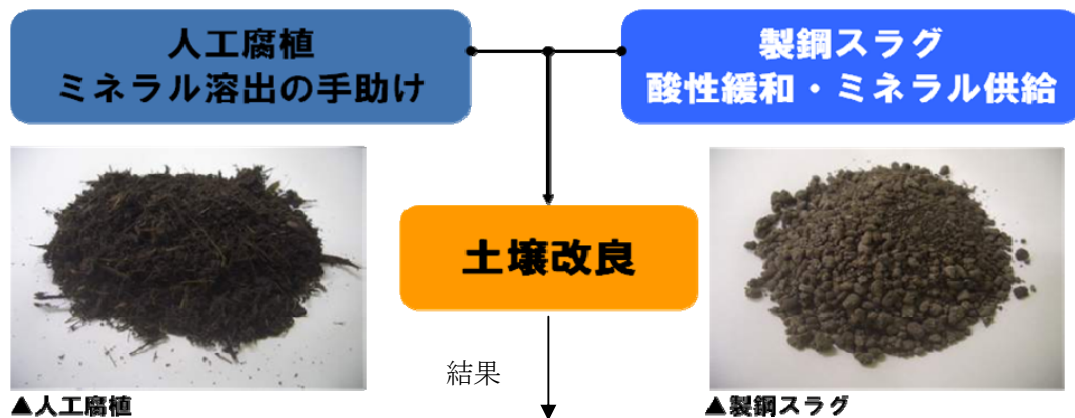 人工腐植
ミネラル溶出の手助け
製鋼スラグ
酸性緩和・ミネラル供給
土壌改良
結果
▲人工腐植
▲製鋼スラグ